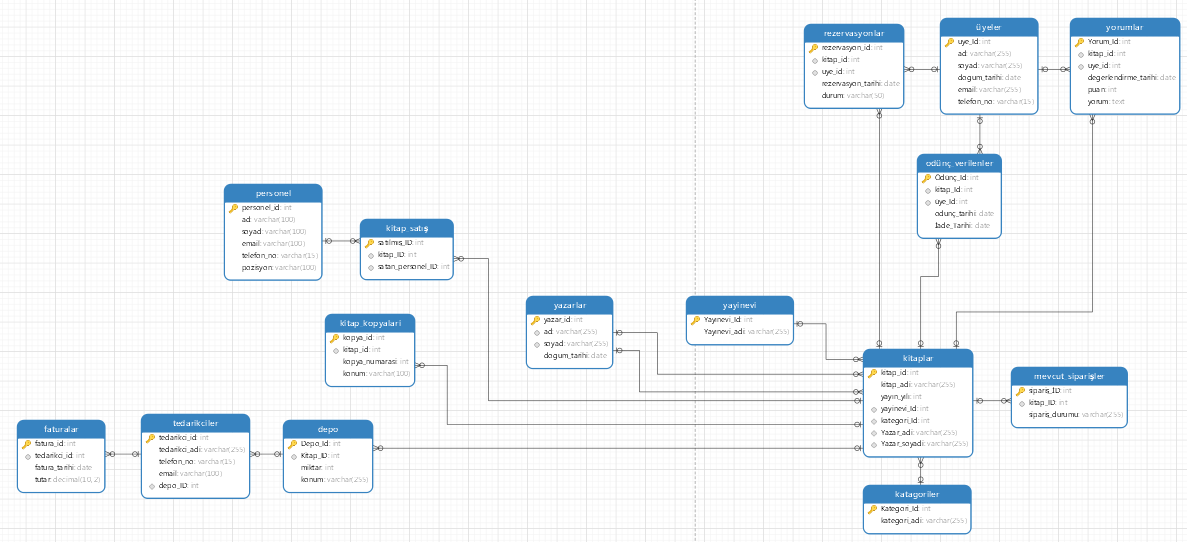 rezervasyonlar
rezervasyon_id: int
kitap_id: int
uye_id: int
rezervasyon_tarihi: date
durum: varchar(50)
üyeler
uye_Id: int
ad: varchar(255)
soyad: varchar(255)
dogum_tarihi: date
email: varchar(255)
telefon_no: varchar(15)
yorumlar
Yorum_Id: int
kitap_id: int
uye_id: int
degerlendirme_tarihi: date
puan: int
yorum: text
odünç_verilenler
Odünç_Id: int
kitap_Id: int
üye_Id: int
odunç_tarihi: date
İade_Tarihi: date
personel
personel_id: int
ad: varchar(100)
soyad: varchar(100)
email: varchar(100)
telefon_no: varchar(15)
pozisyon: varchar(100)
kitap_satış
satılmış_ID: int
kitap_ID: int
satan_personel_ID: int
yazarlar
yazar_id: int
ad: varchar(255)
soyad: varchar(255)
dogum_tarihi: date
yayinevi
Yayinevi_Id: int
Yayinevi_adi: varchar(255)
kitap_kopyalari
kopya_id: int
kitap_id: int
kopya_numarasi: int
konum: varchar(100)
kitaplar
kitap_id: int
kitap_adi: varchar(255)
yayın_yılı: int
yayinevi_Id: int
kategori_Id: int
Yazar_adi: varchar(255)
Yazar_soyadi: varchar(255)
mevcut_siparişler
sipariş_ID: int
kitap_ID: int
sipariş_durumu: varchar(255)
faturalar
fatura_id: int
tedarikci_id: int
fatura_tarihi: date
tutar: decimal(10, 2)
tedarikciler
tedarikci_id: int
tedarikci_adi: varchar(255)
telefon_no: varchar(15)
email: varchar(100)
depo_ID: int
depo
Depo_Id: int
Kitap_ID: int
miktar: int
konum: varchar(255)
katagoriler
Kategori_Id: int
kategori_adi: varchar(255)